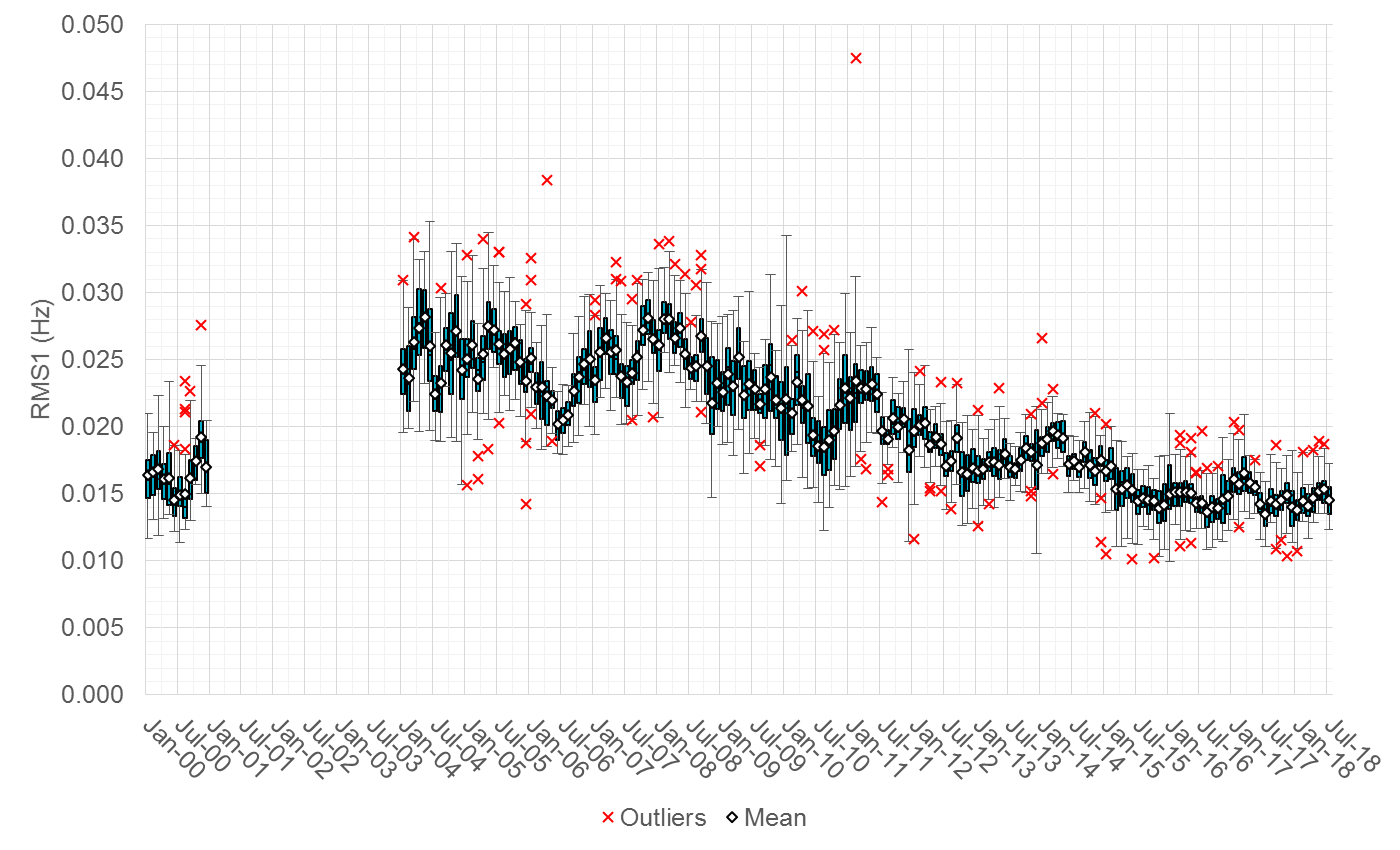 0.050
0.045
0.040
0.035
0.030
0.025
0.020
0.015
0.010
0.005
0.000
RMS1 (Hz)
Jan-00
Jul-00
Jan-01
Jul-01
Jan-02
Jul-02
Jan-03
Jul-03
Jan-04
Jul-04
Jan-05
Jul-05
Jan-06
Jul-06
Jan-07
Jul-07
Jan-08
Jul-08
Jan-09
Jul-09
Jan-10
Jul-10
Jan-11
Jul-11
Jan-12
Jul-12
Jan-13
Jul-13
Jan-14
Jul-14
Jan-15
Jul-15
Jan-16
Jul-16
Jan-17
Jul-17
Jan-18
Jul-18
Outliers Mean